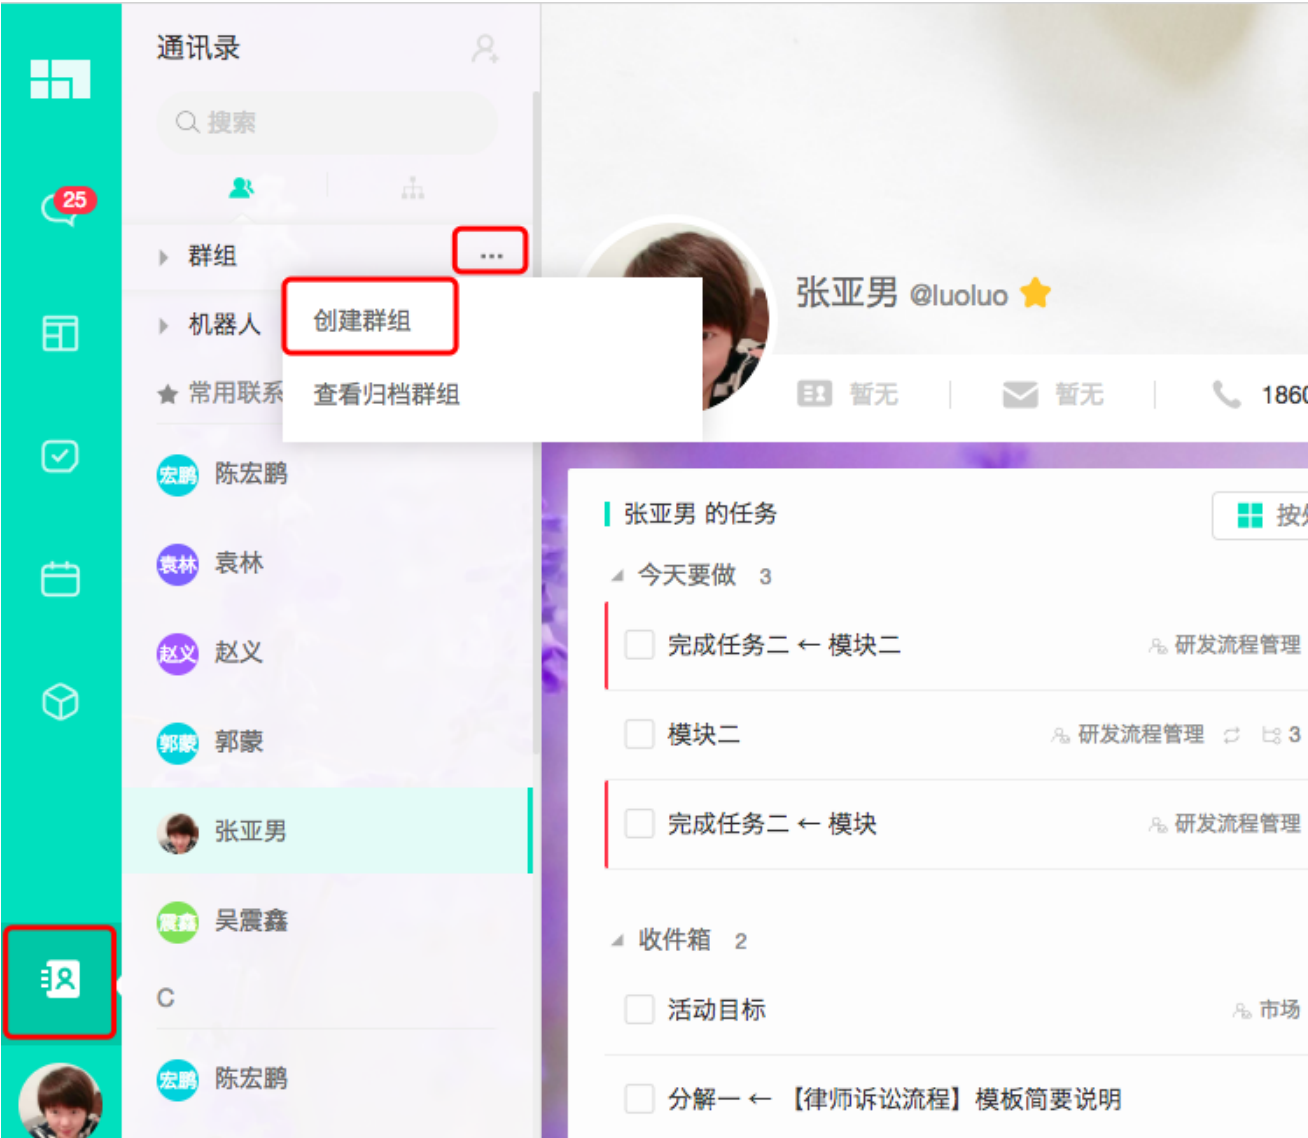 通讯录
搜索
25
群组
...
创建群组
机器人
查看归档群组
常用联系
宏鹏 陈宏鹏
袁林 袁林
赵义 赵义
郭蒙 郭蒙
张亚男
震鑫 吴震鑫
C
宏鹏 陈宏鹏
张亚男 @luoluo
暂无
暂无
1860
张亚男 的任务
按
今天要做 3
完成任务二 ← 模块二 研发流程管理
模块二 研发流程管理 3
完成任务二 ← 模块 研发流程管理
收件箱 2
活动目标 市场
分解一 ← 【律师诉讼流程】模板简要说明